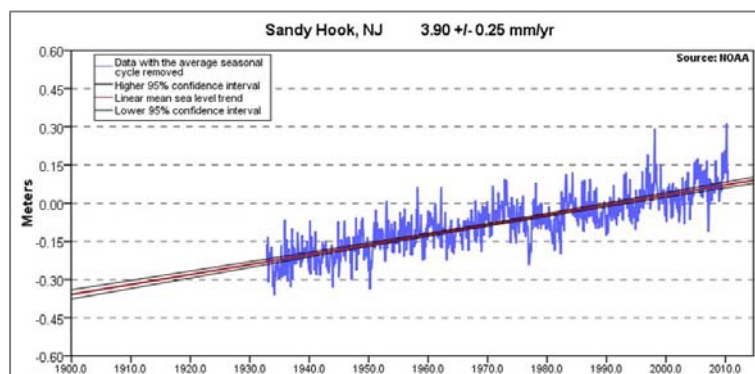 Sandy Hook, NJ 3.90 +/- 0.25 mm/yr
Source: NOAA
Data with the average seasonal
cycle removed
Higher 95% confidence interval
Linear mean sea level trend
Lower 95% confidence interval
Meters
0.60
0.45
0.30
0.15
0.00
-0.15
-0.30
-0.45
-0.60
1900.0 1910.0 1920.0 1930.0 1940.0 1950.0 1960.0 1970.0 1980.0 1990.0 2000.0 2010.0